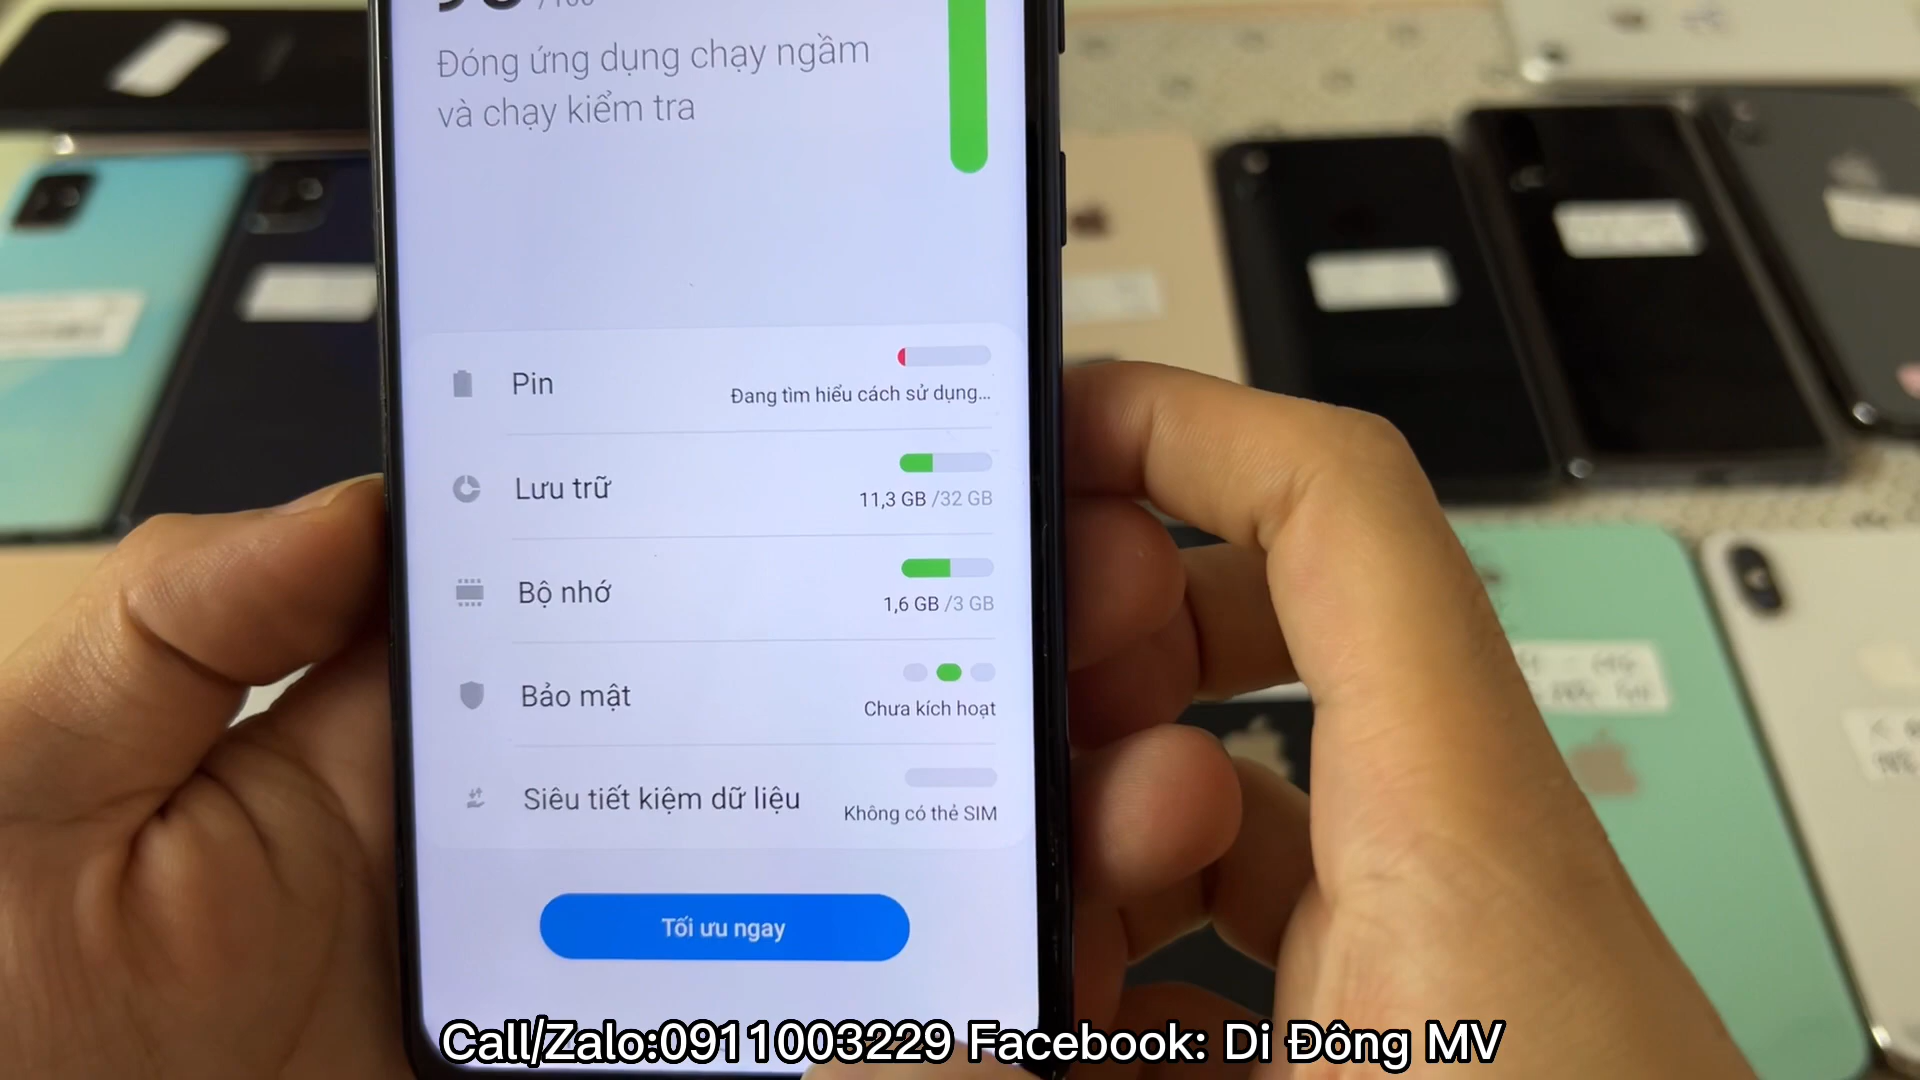 /100
Đóng ứng dụng chạy ngầm
và chạy kiểm tra
Pin
Đang tìm hiểu cách sử dụng...
Lưu trữ
11,3 GB /32 GB
Bộ nhớ
1,6 GB /3 GB
Bảo mật
Chưa kích hoạt
Siêu tiết kiệm dữ liệu
Không có thẻ SIM
Tối ưu ngay
Call/Zalo:0911003229 Facebook: Di Đông MV